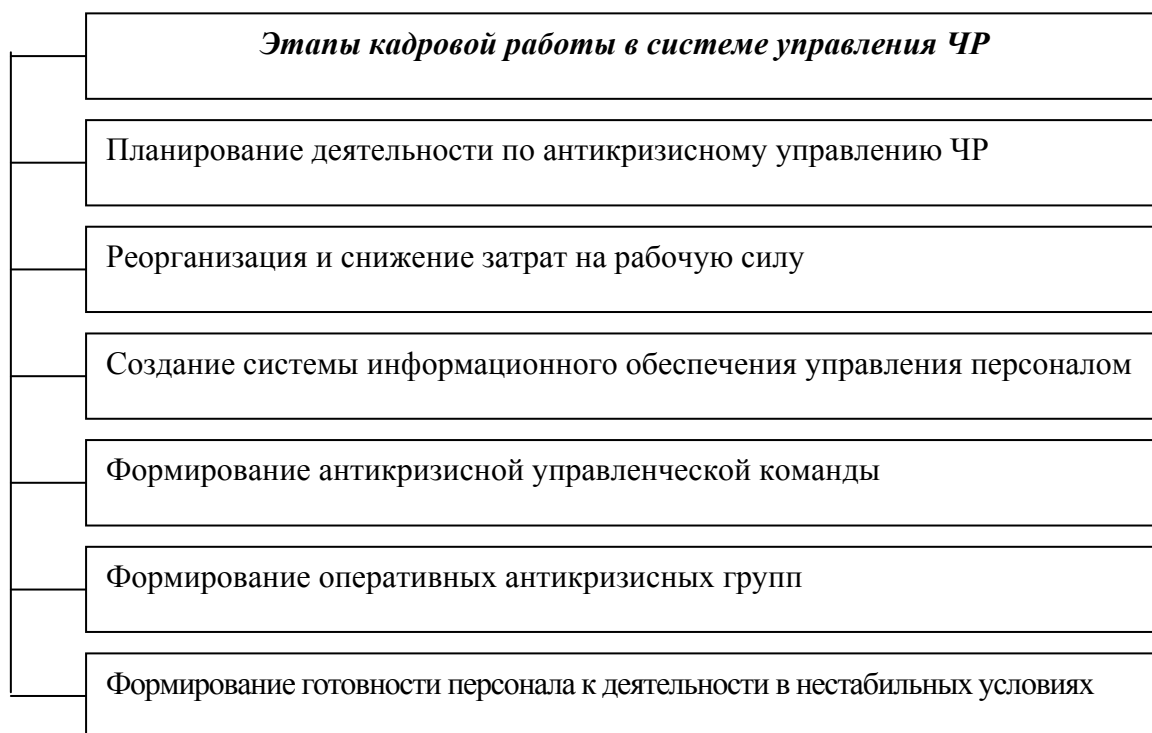 Этапы кадровой работы в системе управления ЧР
Планирование деятельности по антикризисному управлению ЧР
Реорганизация и снижение затрат на рабочую силу
Создание системы информационного обеспечения управления персоналом
Формирование антикризисной управленческой команды
Формирование оперативных антикризисных групп
Формирование готовности персонала к деятельности в нестабильных условиях